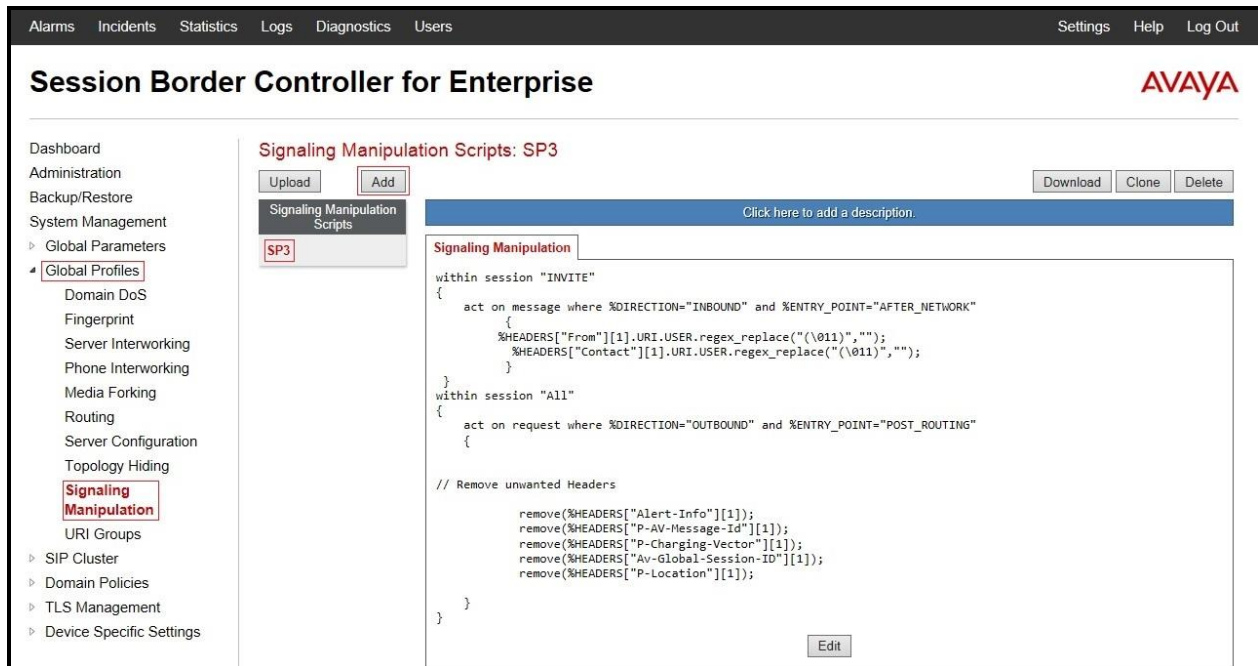 Alarms Incidents Statistics Logs Diagnostics Users Settings Help Log Out
Session Border Controller for Enterprise
AVAYA
Dashboard
Administration
Backup/Restore
System Management
Global Parameters
Global Profiles
Domain DoS
Fingerprint
Server Interworking
Phone Interworking
Media Forking
Routing
Server Configuration
Topology Hiding
Signaling
Manipulation
URI Groups
SIP Cluster
Domain Policies
TLS Management
Device Specific Settings
Signaling Manipulation Scripts: SP3
Upload Add Download Clone Delete
Signaling Manipulation
Scripts
SP3
Click here to add a description.
Signaling Manipulation
within session "INVITE"
{
act on message where %DIRECTION="INBOUND" and %ENTRY_POINT="AFTER_NETWORK"
{
%HEADERS["From"][1].URI.USER.regex_replace("(\011)","");
%HEADERS["Contact"][1].URI.USER.regex_replace("(\011)","");
}
}
within session "All"
{
act on request where %DIRECTION="OUTBOUND" and %ENTRY_POINT="POST_ROUTING"
{
// Remove unwanted Headers
remove(%HEADERS["Alert-Info"][1]);
remove(%HEADERS["P-AV-Message-Id"][1]);
remove(%HEADERS["P-Charging-Vector"][1]);
remove(%HEADERS["Av-Global-Session-ID"][1]);
remove(%HEADERS["P-Location"][1]);
}
}
Edit